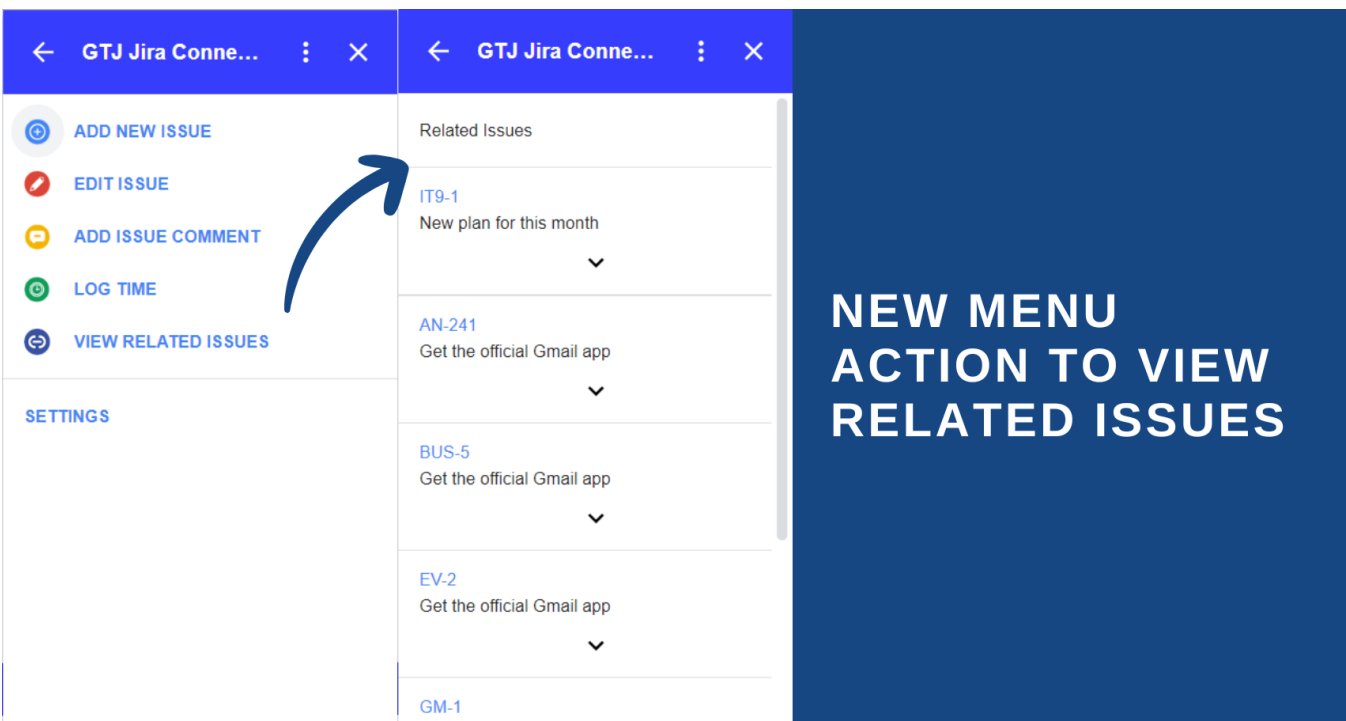 GTJ Jira Conne...
ADD NEW ISSUE
EDIT ISSUE
ADD ISSUE COMMENT
LOG TIME
VIEW RELATED ISSUES
SETTINGS
GTJ Jira Conne...
Related Issues
IT9-1
New plan for this month
AN-241
Get the official Gmail app
BUS-5
Get the official Gmail app
EV-2
Get the official Gmail app
GM-1
NEW MENU
ACTION TO VIEW
RELATED ISSUES